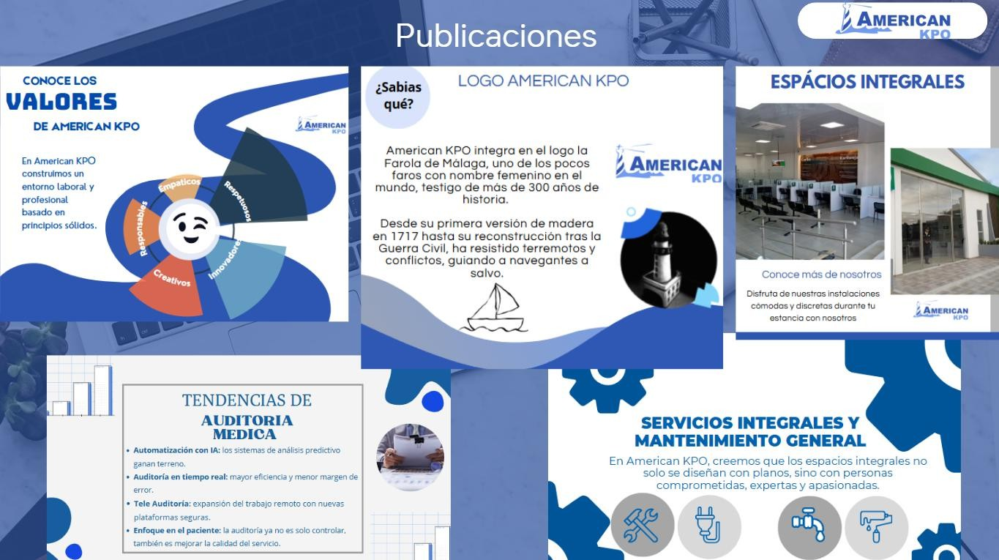 Publicaciones
AMERICAN
KPO
CONOCE LOS
VALORES
DE AMERICAN KPO
AMERICAN
KPO
En American KPO
construimos un
entorno laboral y
profesional
basado en
principios sólidos.
Empaticos
Respetuosos
Responsables
Innovadores
Creativos
¿Sabias
qué?
LOGO AMERICAN KPO
American KPO integra en el logo la
Farola de Málaga, uno de los pocos
faros con nombre femenino en el
mundo, testigo de más de 300 años de
historia.
Desde su primera versión de madera
en 1717 hasta su reconstrucción tras la
Guerra Civil, ha resistido terremotos y
conflictos, guiando a navegantes a
salvo.
AMERICAN
KPO
ESPÁCIOS INTEGRALES
Conoce más de nosotros
Disfruta de nuestras instalaciones
cómodas y discretas durante tu
estancia con nosotros
AMERICAN
KPO
TENDENCIAS DE
AUDITORIA
MEDICA
• Automatización con IA: los sistemas de análisis predictivo
ganan terreno.
• Auditoría en tiempo real: mayor eficiencia y menor margen de
error.
• Tele Auditoría: expansión del trabajo remoto con nuevas
plataformas seguras.
• Enfoque en el paciente: la auditoría ya no es solo controlar,
también es mejorar la calidad del servicio.
SERVICIOS INTEGRALES Y
MANTENIMIENTO GENERAL
En American KPO, creemos que los espacios integrales no
solo se diseñan con planos, sino con personas
comprometidas, expertas y apasionadas.